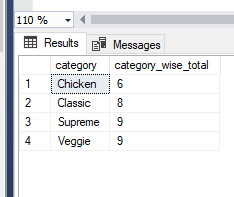 110 %
Results Messages
category category_wise_total
1 Chicken 6
2 Classic 8
3 Supreme 9
4 Veggie 9